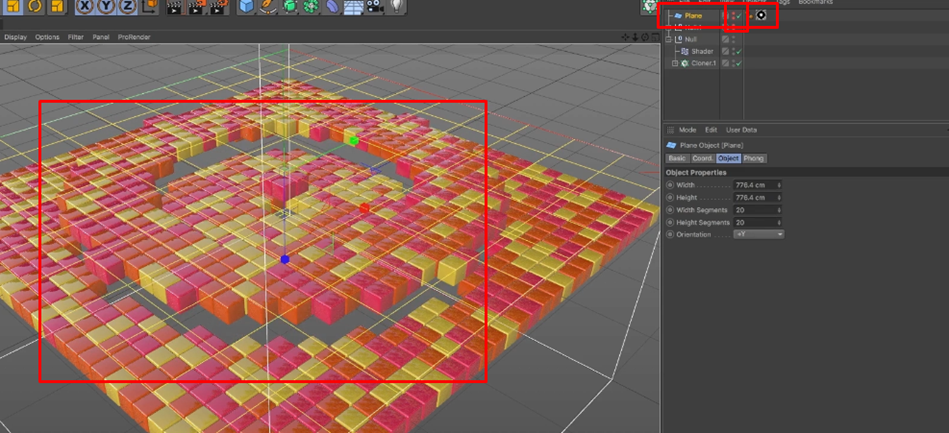 X Y Z
Tags Bookmarks
Display Options Filter Panel ProRender
Plane
Null
Shader
Cloner.1
Mode Edit User Data
Plane Object [Plane]
Basic Coord. Object Phong
Object Properties
Width 776.4 cm
Height 776.4 cm
Width Segments 20
Height Segments 20
Orientation +Y